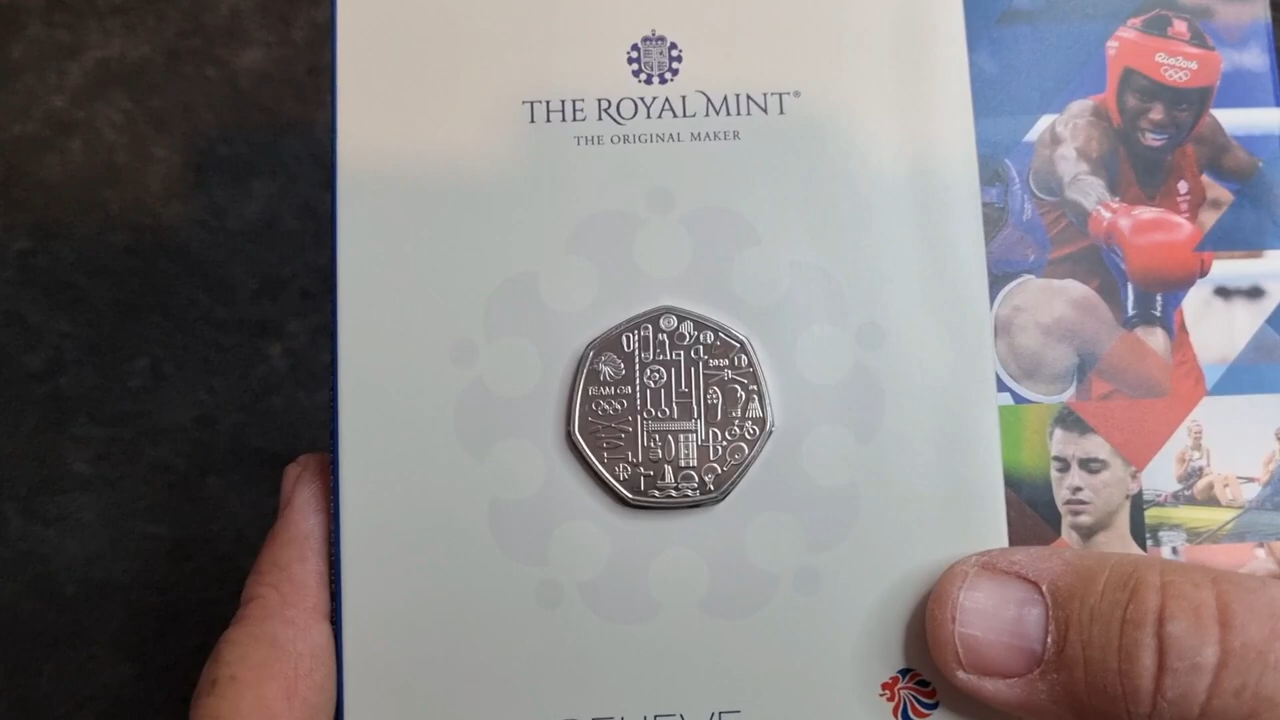 THE ROYAL MINT®
THE ORIGINAL MAKER
Rio2016
2020
TEAM GB